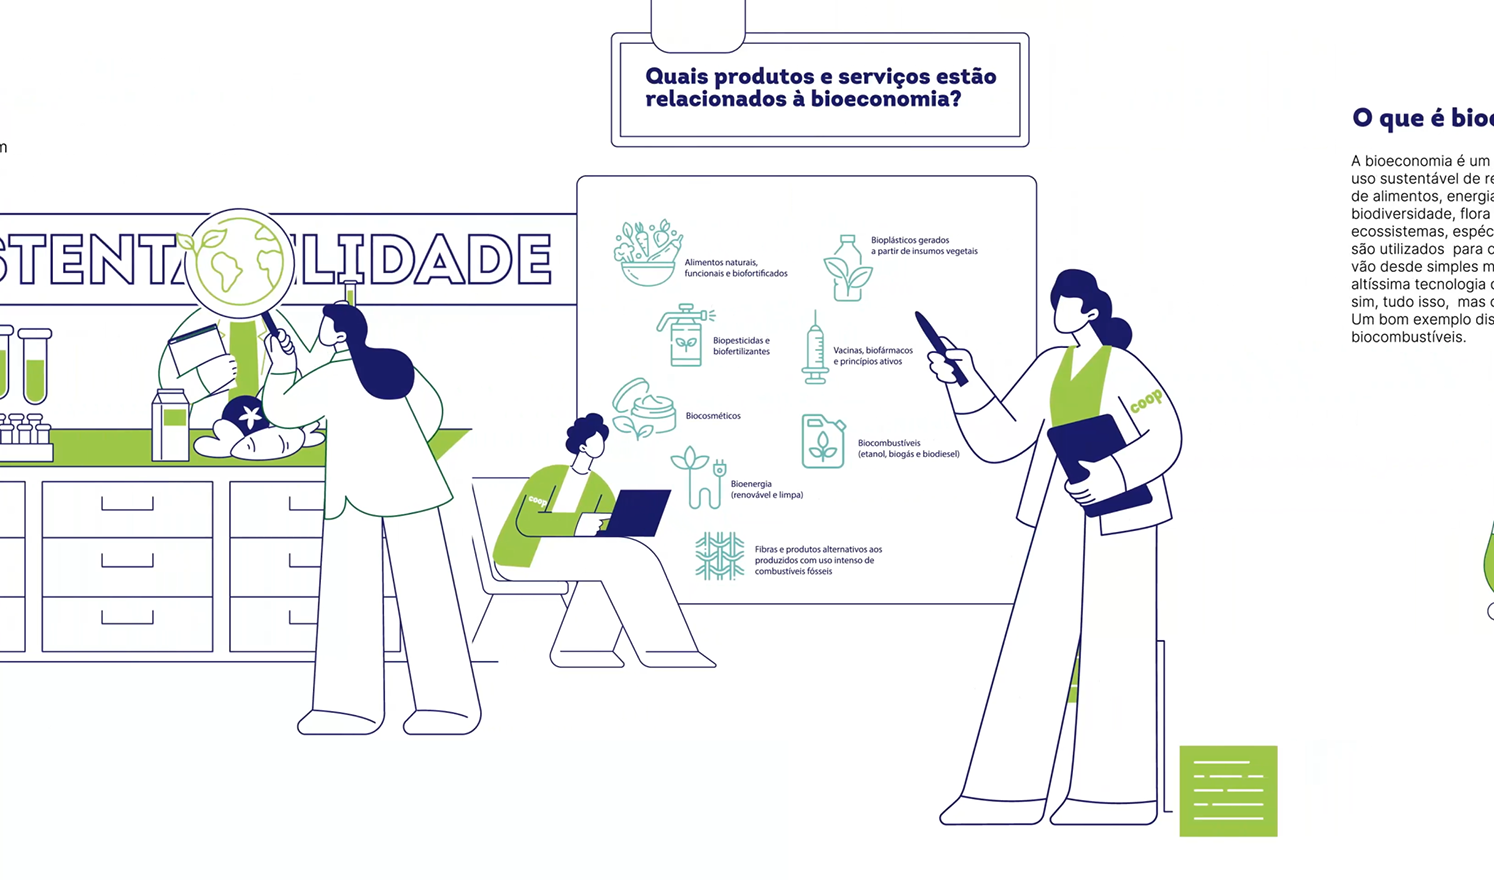 m
STENTA ILIDADE
coop
Quais produtos e serviços estão
relacionados à bioeconomia?
Alimentos naturais,
funcionais e biofortificados
Bioplásticos gerados
a partir de insumos vegetais
Biopesticidas e
biofertilizantes
Vacinas, biofármacos
e princípios ativos
Biocosméticos
Biocombustíveis
(etanol, biogás e biodiesel)
Bioenergia
(renovável e limpa)
Fibras e produtos alternativos aos
produzidos com uso intenso de
combustíveis fósseis
coop
O que é bio
A bioeconomia é um
uso sustentável de re
de alimentos, energia
biodiversidade, flora
ecossistemas, espéc
são utilizados para
vão desde simples m
altíssima tecnologia
sim, tudo isso, mas
Um bom exemplo dis
biocombustíveis.